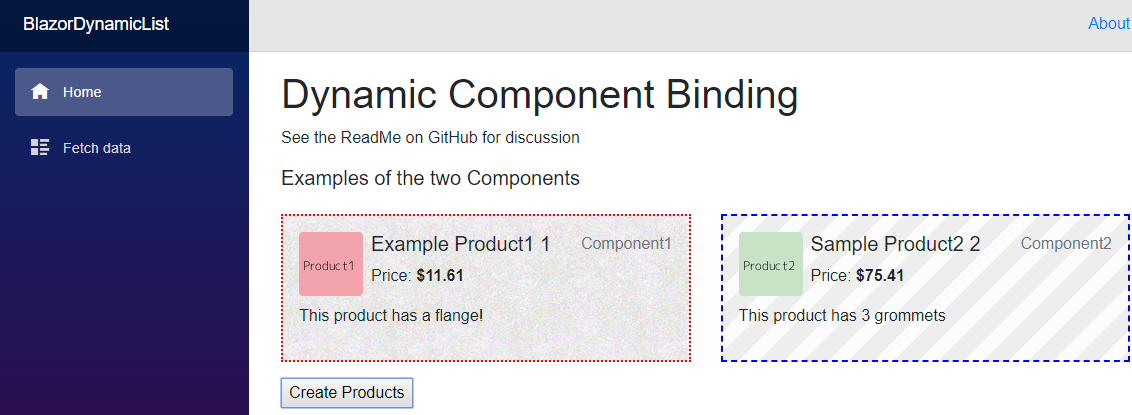 BlazorDynamicList
About
Home
Fetch data
Dynamic Component Binding
See the ReadMe on GitHub for discussion
Examples of the two Components
Product1
Example Product1 1
Component1
Price: $11.61
This product has a flange!
Product2
Sample Product2 2
Component2
Price: $75.41
This product has 3 grommets
Create Products